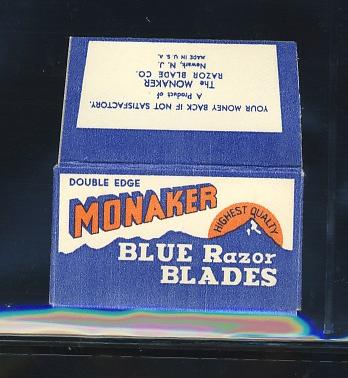 YOUR MONEY BACK IF NOT SATISFACTORY.
A Product of
The MONAKER
RAZOR BLADE CO.
Newark, N. J.
MADE IN U.S.A.
DOUBLE EDGE
MONAKER
HIGHEST QUALITY
BLUE Razor
BLADES